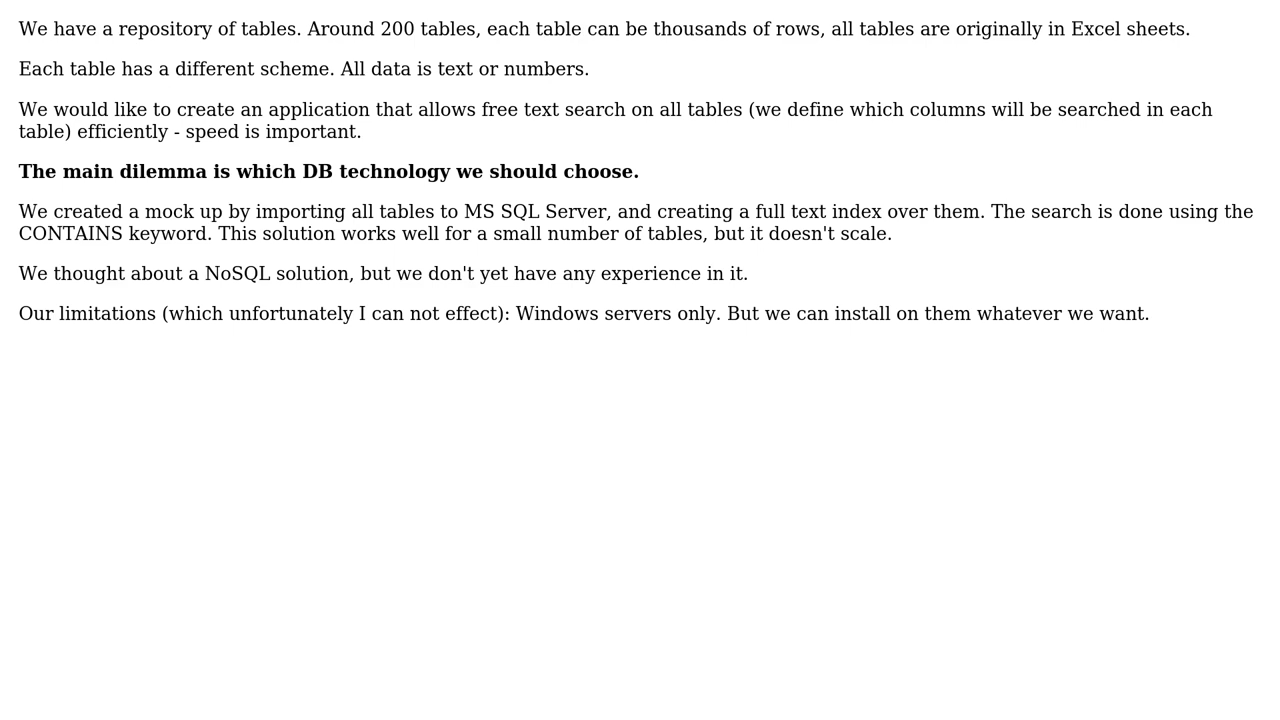 We have a repository of tables. Around 200 tables, each table can be thousands of rows, all tables are originally in Excel sheets.
Each table has a different scheme. All data is text or numbers.
We would like to create an application that allows free text search on all tables (we define which columns will be searched in each
table) efficiently - speed is important.
The main dilemma is which DB technology we should choose.
We created a mock up by importing all tables to MS SQL Server, and creating a full text index over them. The search is done using the
CONTAINS keyword. This solution works well for a small number of tables, but it doesn't scale.
We thought about a NoSQL solution, but we don't yet have any experience in it.
Our limitations (which unfortunately I can not effect): Windows servers only. But we can install on them whatever we want.